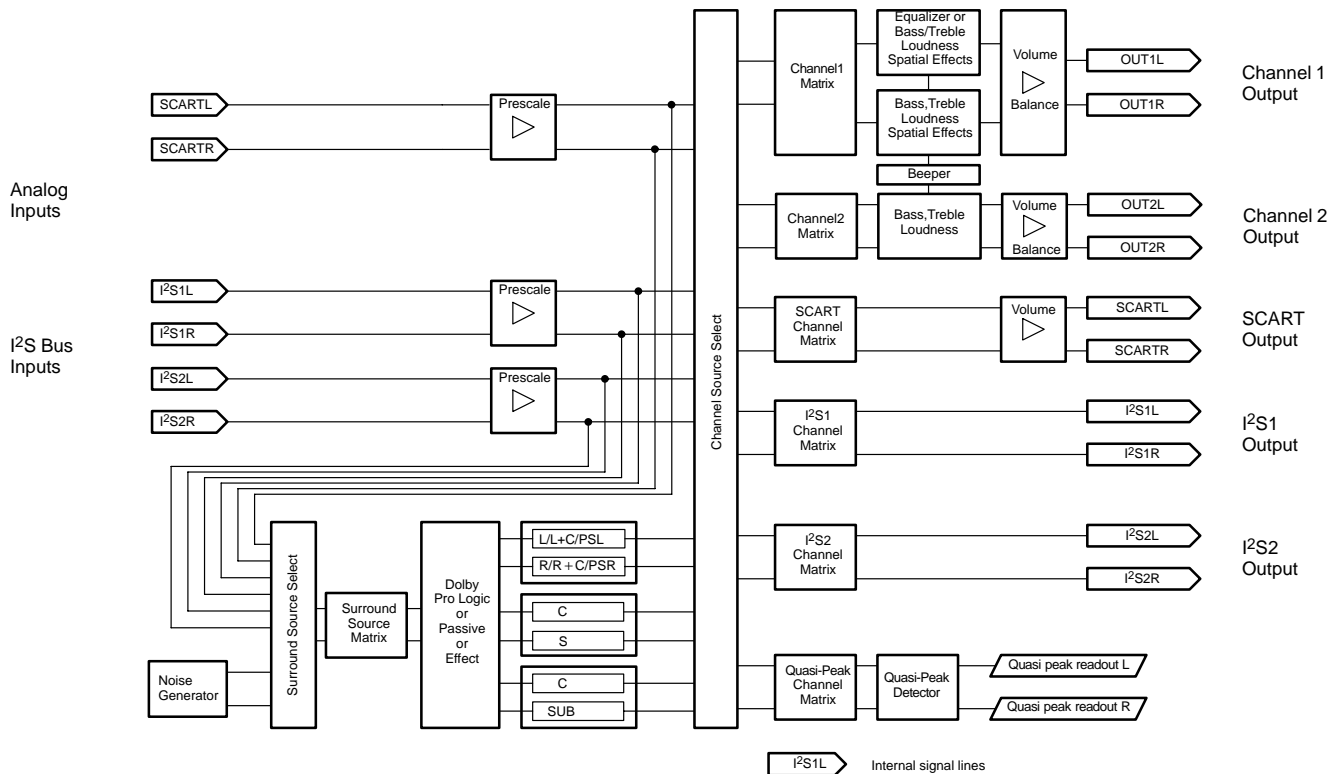 Analog
Inputs
I²S Bus
Inputs
SCARTL
SCARTR
I²S1L
I²S1R
I²S2L
I²S2R
Prescale
Prescale
Prescale
Noise
Generator
Surround Source Select
Surround
Source
Matrix
Dolby
Pro Logic
or
Passive
or
Effect
L/L+C/PSL
R/R + C/PSR
C
S
C
SUB
Channel Source Select
Channel1
Matrix
Equalizer or
Bass/Treble
Loudness
Spatial Effects
Bass,Treble
Loudness
Spatial Effects
Beeper
Volume
Balance
OUT1L
OUT1R
Channel 1
Output
Channel2
Matrix
Bass,Treble
Loudness
Volume
Balance
OUT2L
OUT2R
Channel 2
Output
SCART
Channel
Matrix
Volume
SCARTL
SCARTR
SCART
Output
I²S1
Channel
Matrix
I²S1L
I²S1R
I²S1
Output
I²S2
Channel
Matrix
I²S2L
I²S2R
I²S2
Output
Quasi-Peak
Channel
Matrix
Quasi-Peak
Detector
Quasi peak readout L
Quasi peak readout R
I²S1L
Internal signal lines